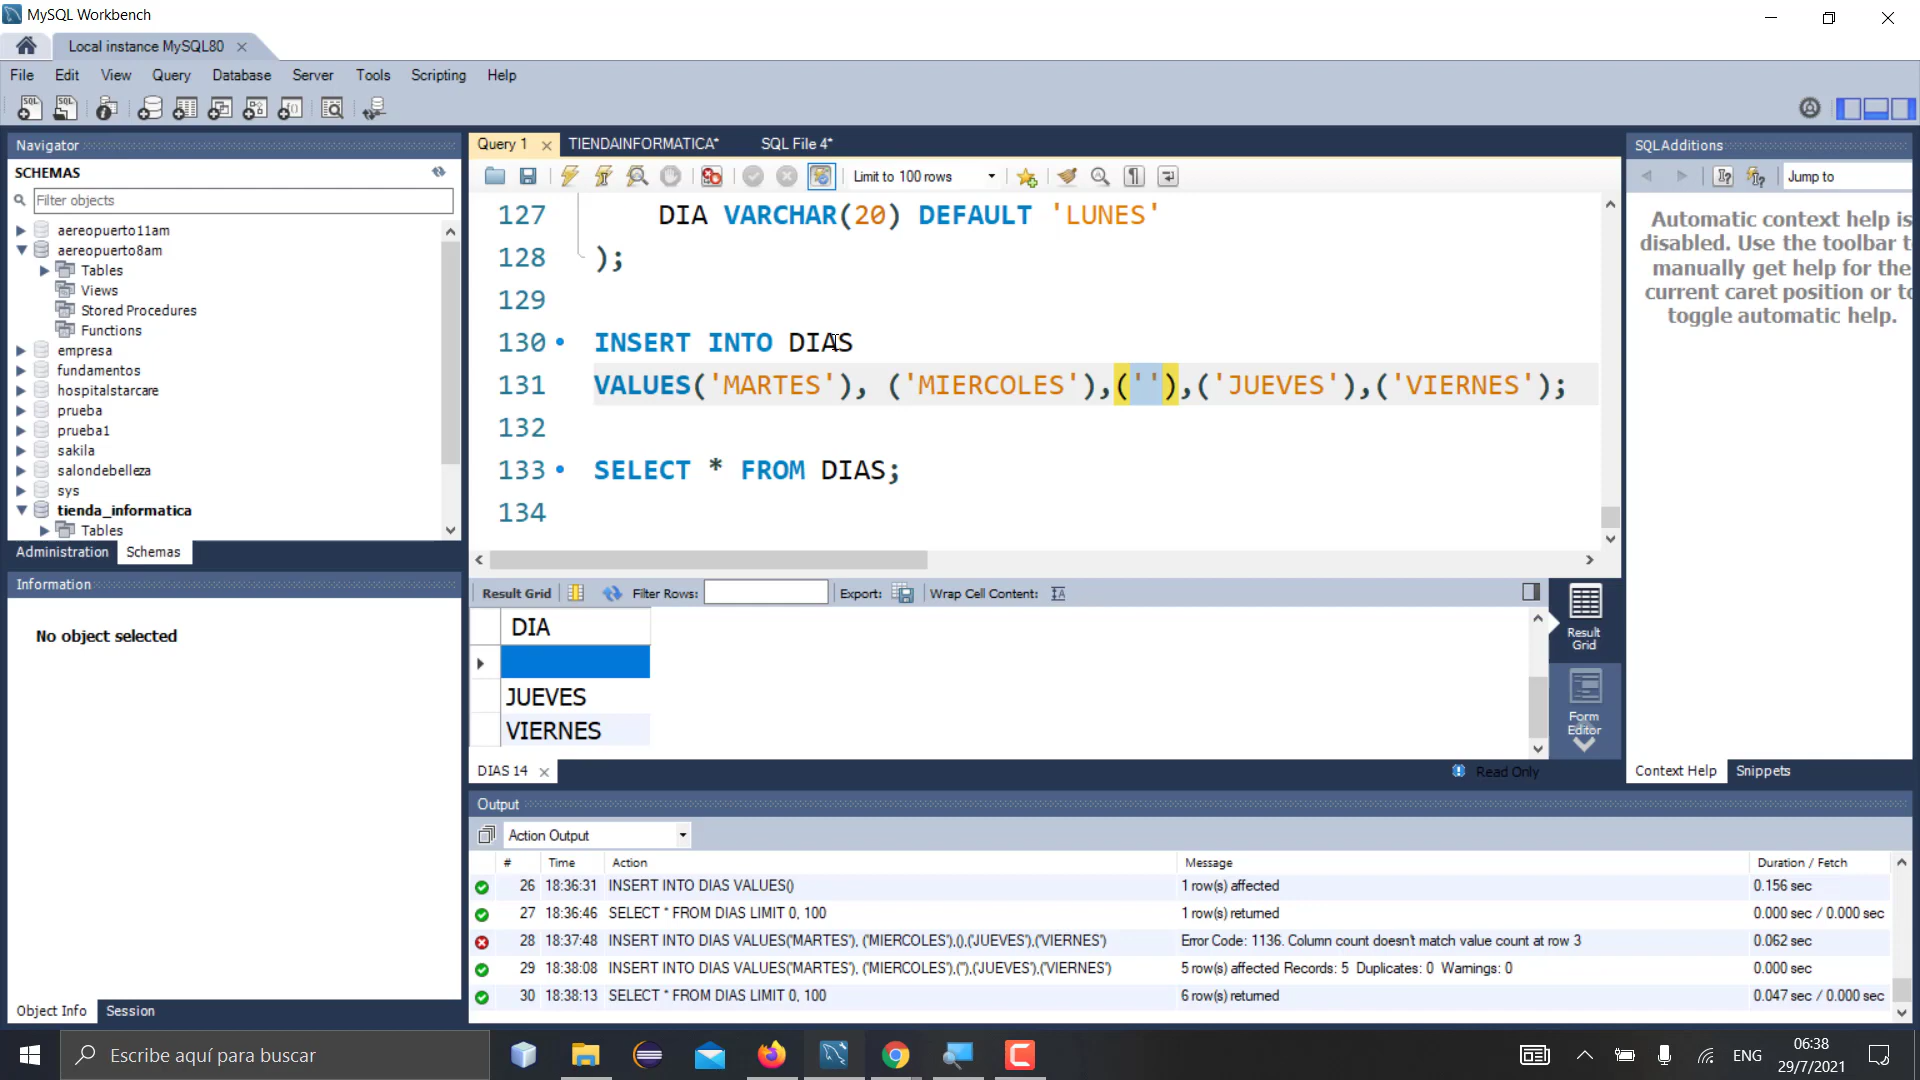 MySQL Workbench
Local instance MySQL80
File Edit View Query Database Server Tools Scripting Help
Navigator
SCHEMAS
Filter objects
aereopuerto11am
aereopuerto8am
Tables
Views
Stored Procedures
Functions
empresa
fundamentos
hospitalstarcare
prueba
prueba1
sakila
salondebelleza
sys
tienda_informatica
Tables
Administration Schemas
Information
No object selected
Object Info Session
Query 1 TIENDAINFORMATICA* SQL File 4*
Limit to 100 rows
127 DIA VARCHAR(20) DEFAULT 'LUNES'
128 );
129
130 INSERT INTO DIAS
131 VALUES('MARTES'), ('MIERCOLES'),(''),('JUEVES'),('VIERNES');
132
133 SELECT * FROM DIAS;
134
Result Grid Filter Rows: Export: Wrap Cell Content:
DIA
JUEVES
VIERNES
Result
Grid
Form
Editor
DIAS 14 Read Only
SQLAdditions
Jump to
Automatic context help is
disabled. Use the toolbar t
manually get help for the
current caret position or to
toggle automatic help.
Context Help Snippets
Output
Action Output
# Time Action Message Duration / Fetch
26 18:36:31 INSERT INTO DIAS VALUES() 1 row(s) affected 0.156 sec
27 18:36:46 SELECT * FROM DIAS LIMIT 0, 100 1 row(s) returned 0.000 sec / 0.000 sec
28 18:37:48 INSERT INTO DIAS VALUES('MARTES'), ('MIERCOLES'),(),('JUEVES'),('VIERNES') Error Code: 1136. Column count doesn't match value count at row 3 0.062 sec
29 18:38:08 INSERT INTO DIAS VALUES('MARTES'), ('MIERCOLES'),(''),('JUEVES'),('VIERNES') 5 row(s) affected Records: 5 Duplicates: 0 Warnings: 0 0.000 sec
30 18:38:13 SELECT * FROM DIAS LIMIT 0, 100 6 row(s) returned 0.047 sec / 0.000 sec
Escribe aquí para buscar
ENG
06:38
29/7/2021